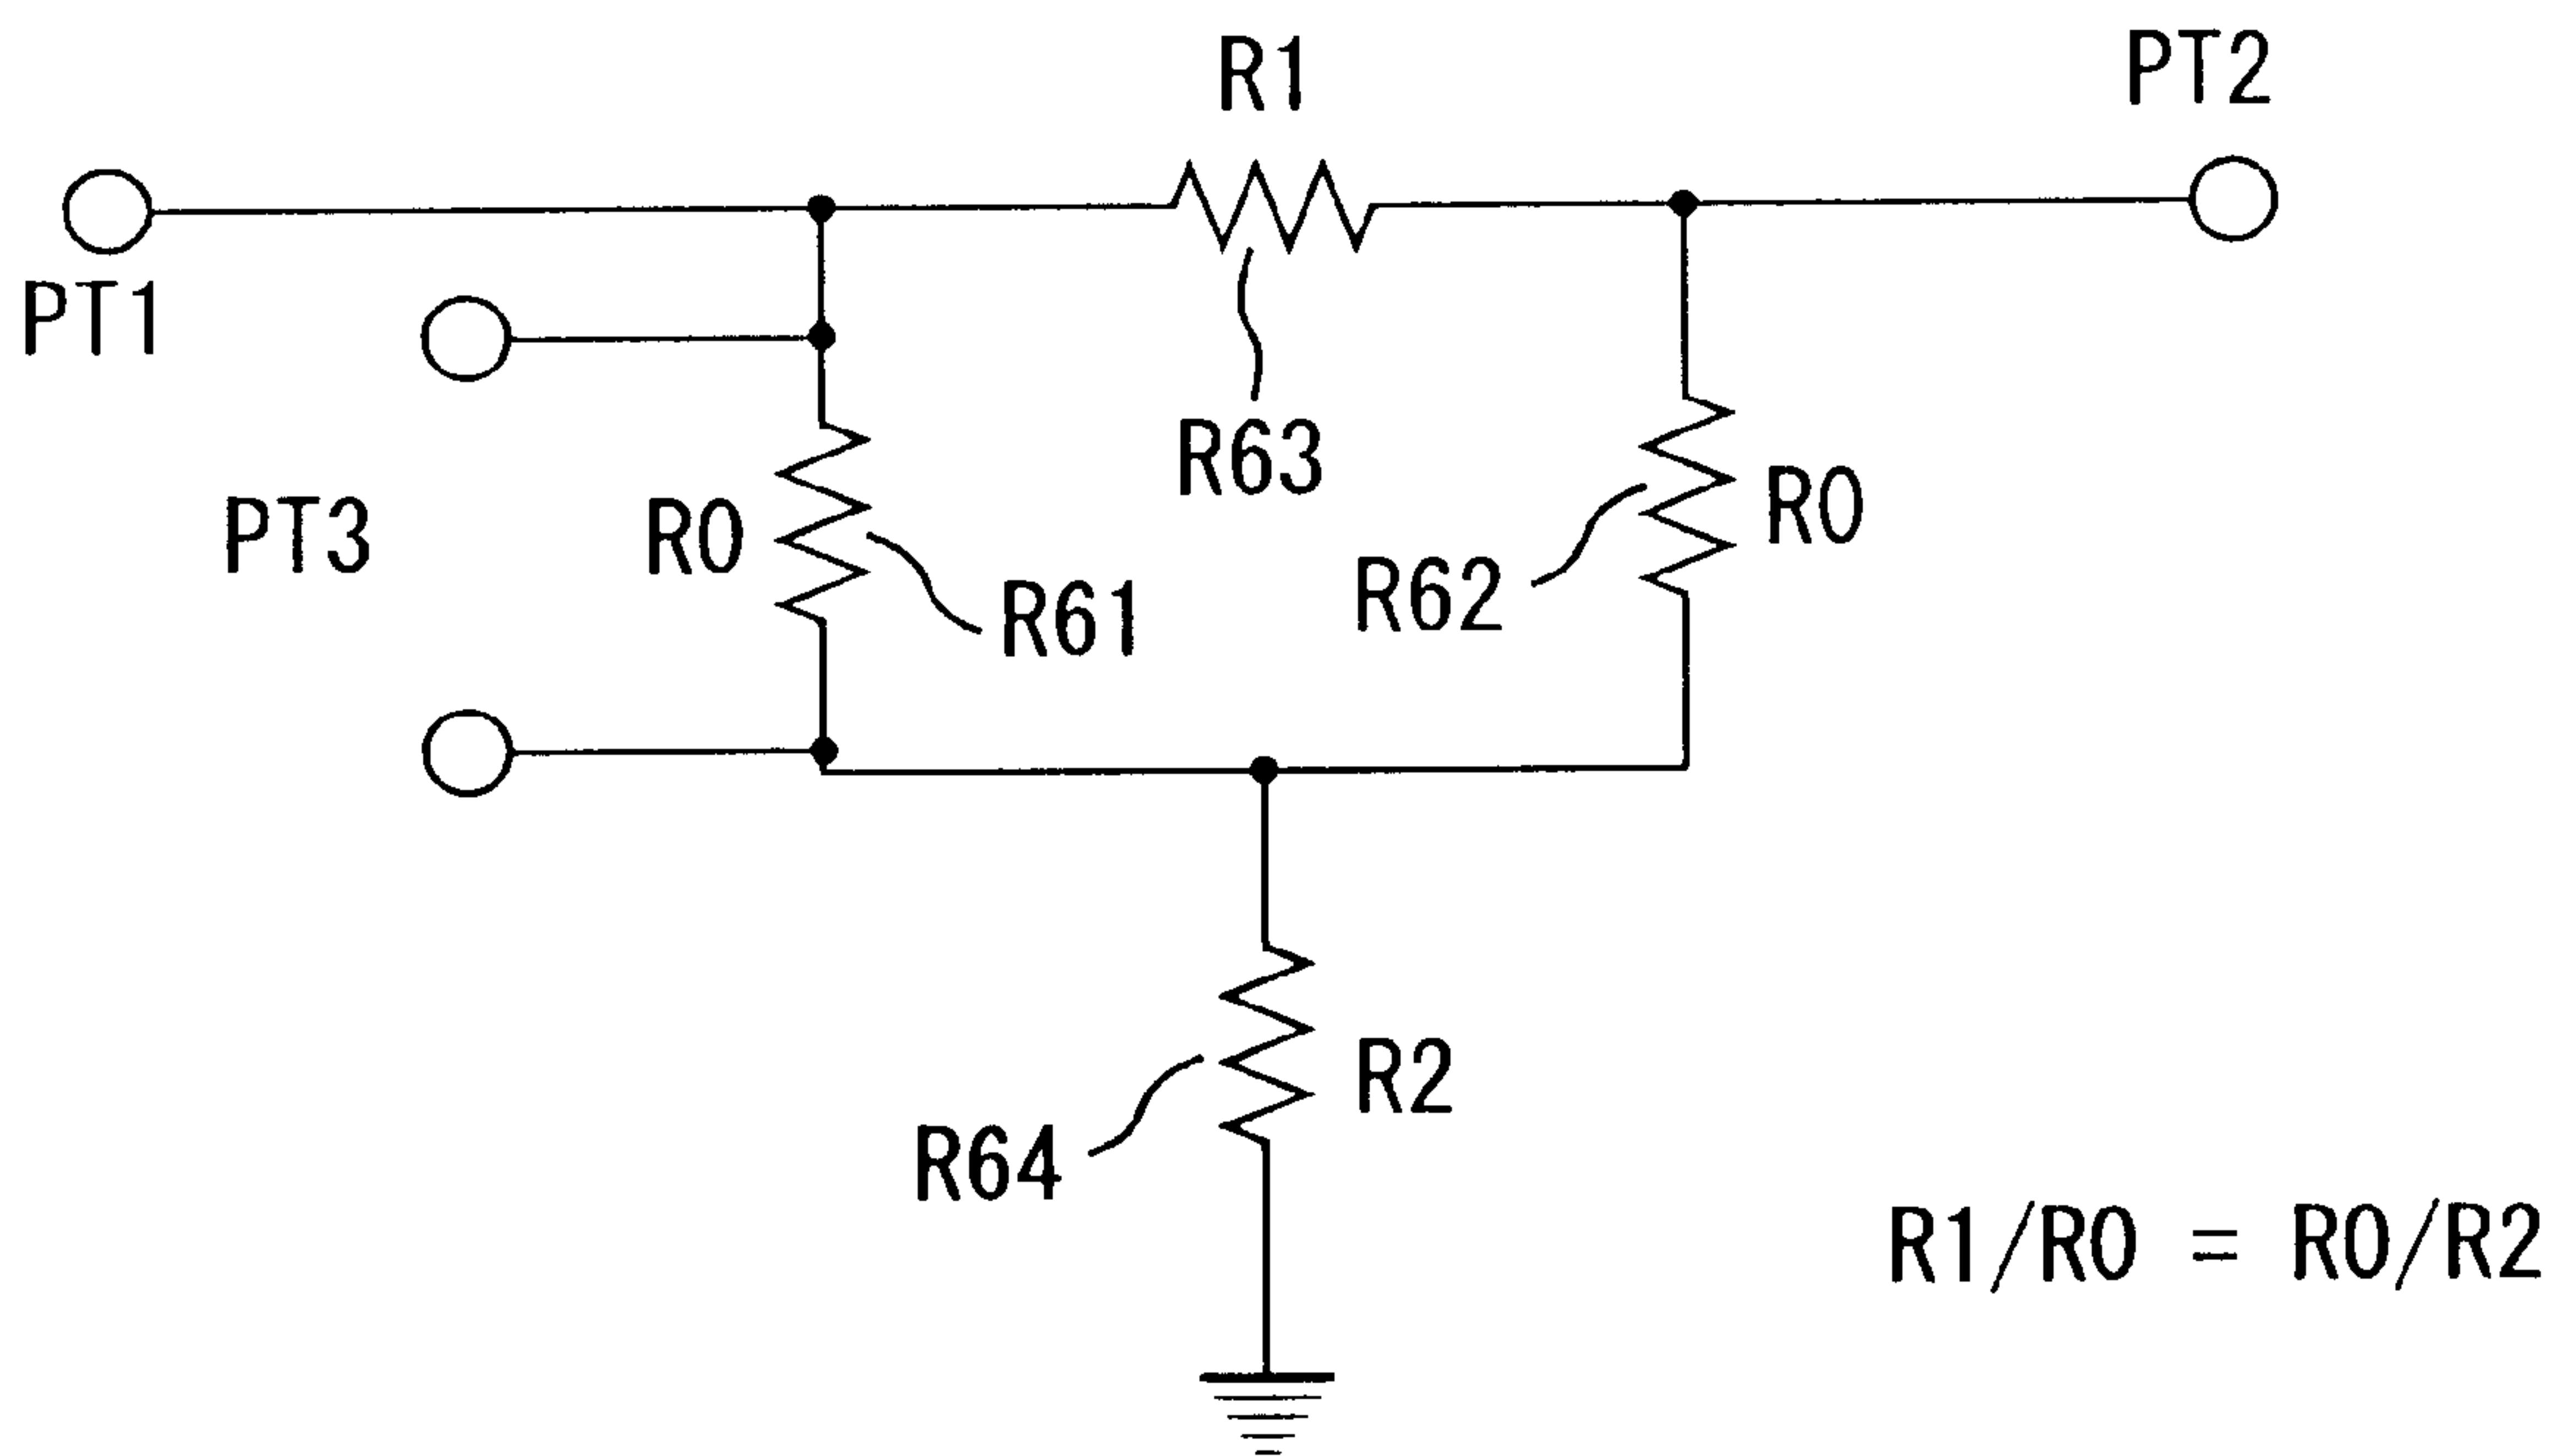 R1
PT2
PT1
R63
PT3
R0
R61
R62
R0
R64
R2
R1/R0 = R0/R2